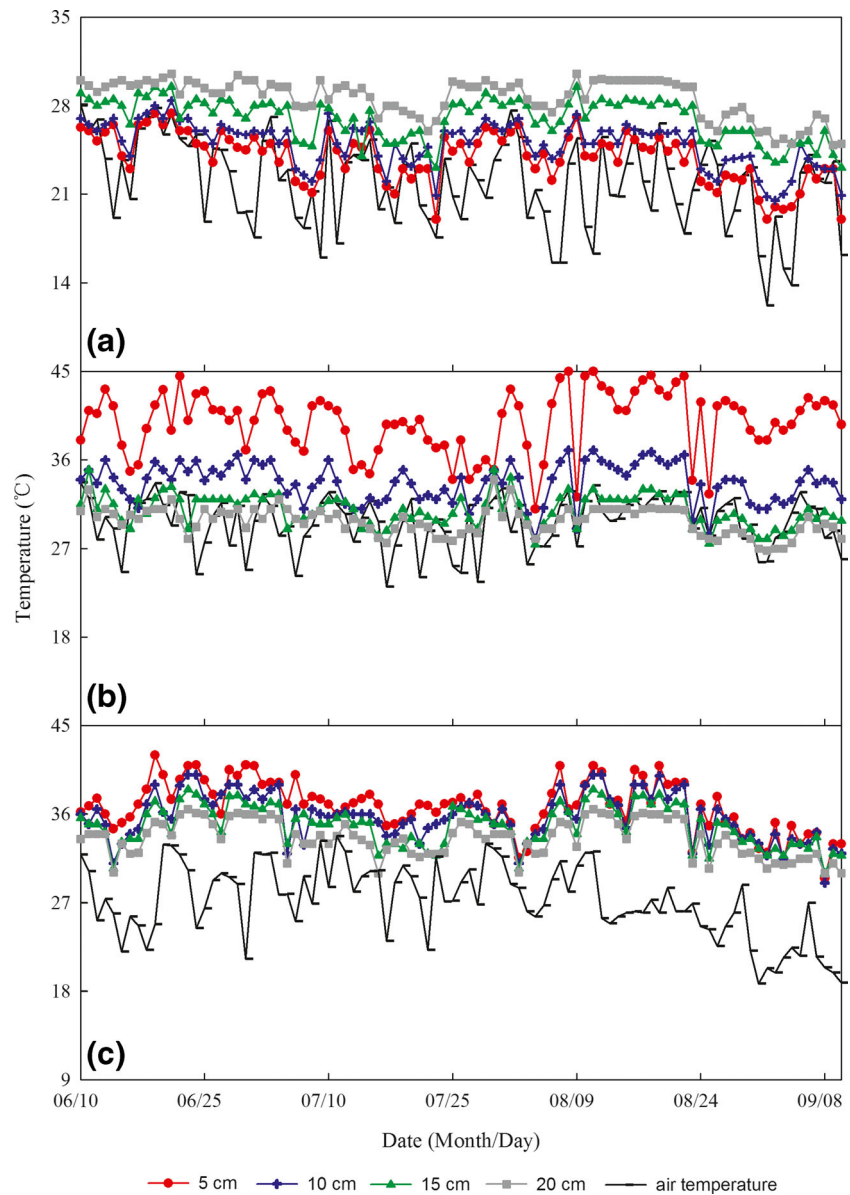 35
28
21
14
(a)
45
36
27
18
(b)
45
36
27
18
9
(c)
Temperature (℃)
06/10 06/25 07/10 07/25 08/09 08/24 09/08
Date (Month/Day)
5 cm 10 cm 15 cm 20 cm air temperature